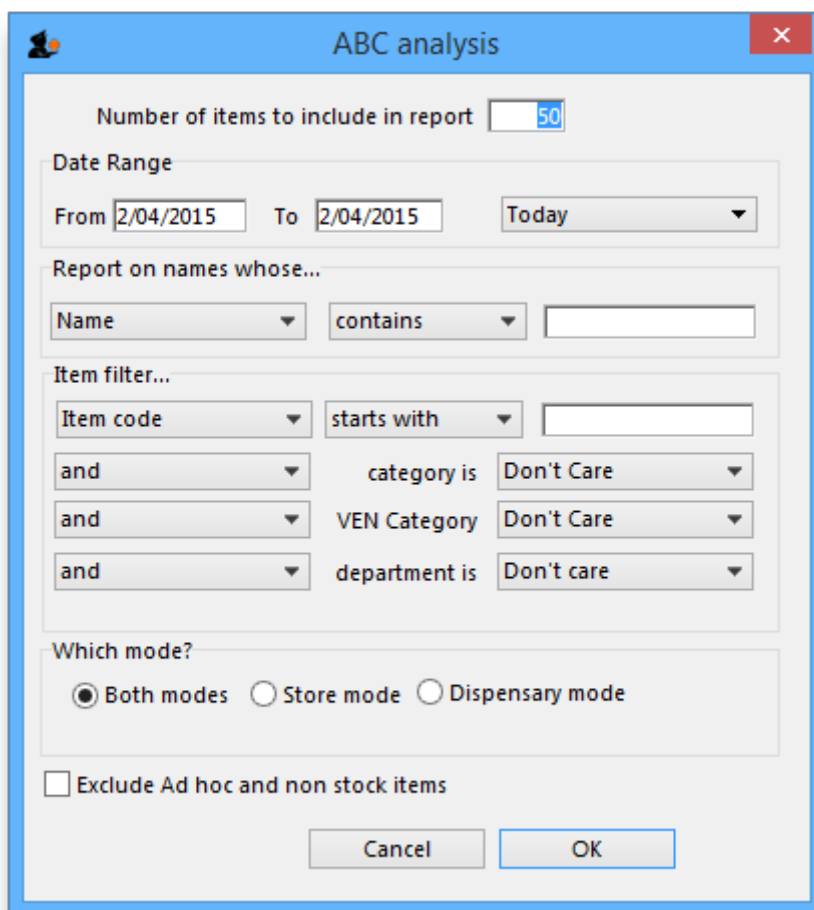 ABC analysis
Number of items to include in report 50
Date Range
From 2/04/2015 To 2/04/2015 Today
Report on names whose...
Name contains
Item filter...
Item code starts with
and category is Don't Care
and VEN Category Don't Care
and department is Don't care
Which mode?
Both modes Store mode Dispensary mode
Exclude Ad hoc and non stock items
Cancel OK